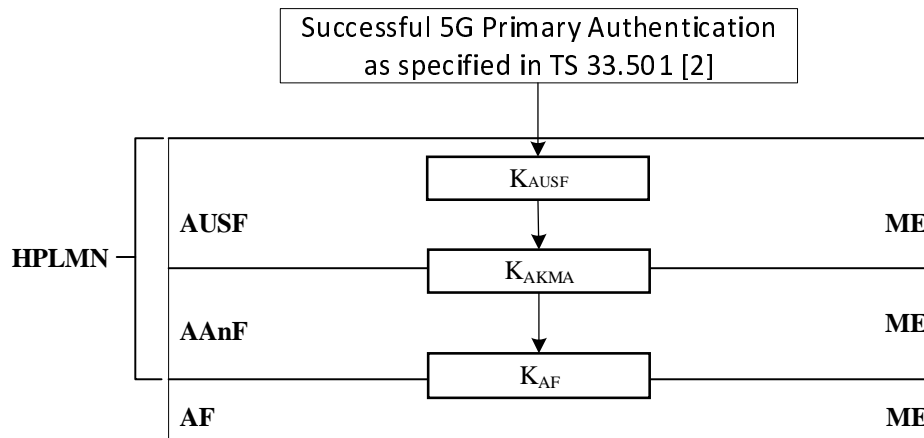 Successful 5G Primary Authentication
as specified in TS 33.501 [2]
KAUSF
AUSF ME
HPLMN
KAKMA
AAnF ME
KAF
AF ME